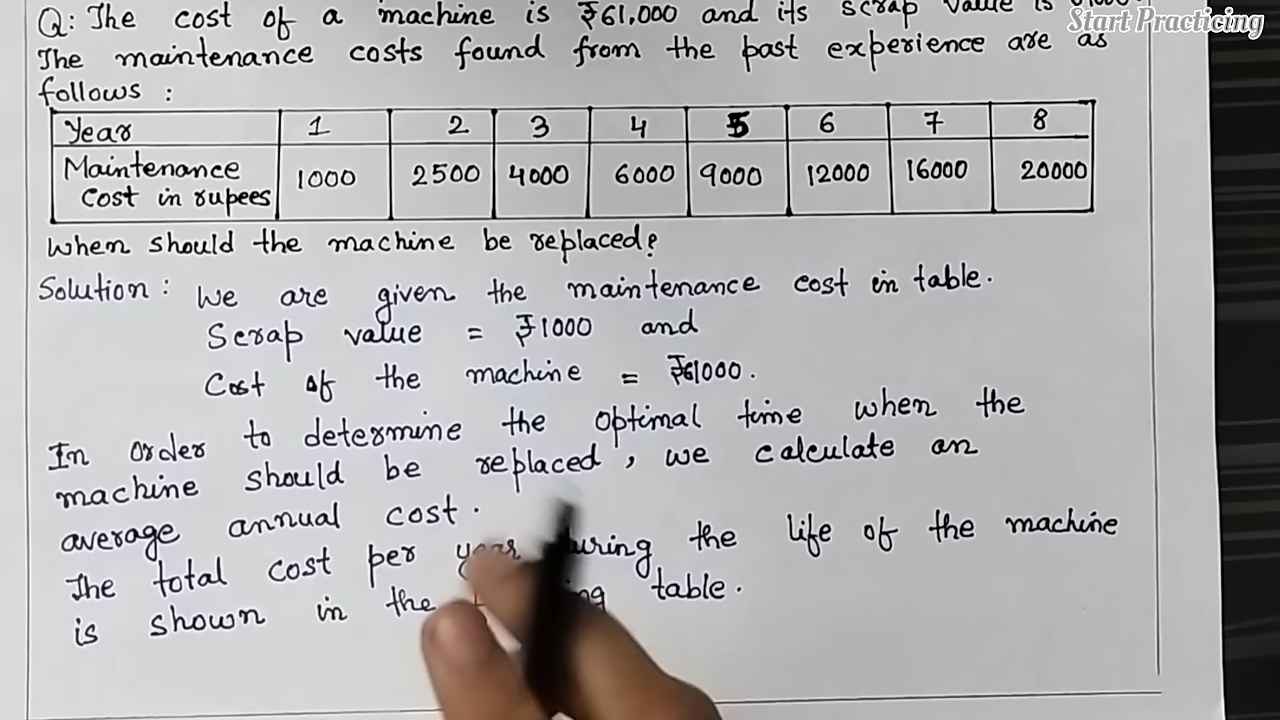 Q: The cost of a machine is ₹61,000 and its scrap value is
Start Practicing
The maintenance costs found from the past experience are as
follows :
Year 1 2 3 4 5 6 7 8
Maintenance Cost in rupees 1000 2500 4000 6000 9000 12000 16000 20000
When should the machine be replaced?
Solution: We are given the maintenance cost in table.
Scrap value = ₹1000 and
Cost of the machine = ₹61000.
In order to determine the optimal time when the
machine should be replaced, we calculate an
average annual cost.
The total cost per year during the life of the machine
is shown in the table.